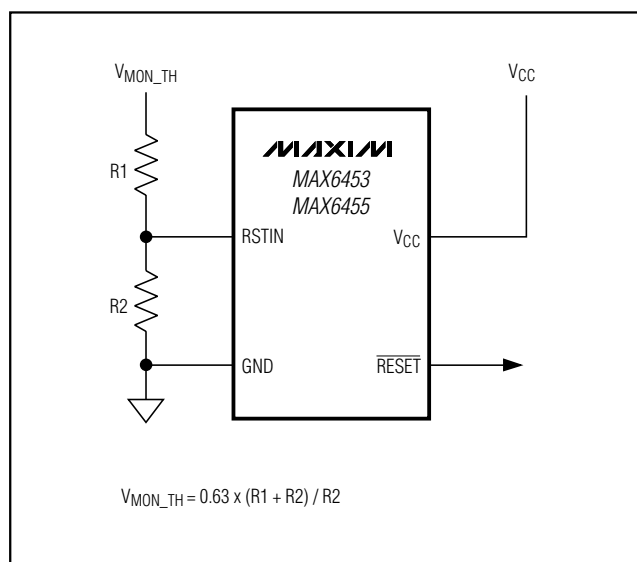 VMON_TH
VCC
R1
MAXIM
MAX6453
MAX6455
RSTIN
VCC
R2
GND
RESET
VMON_TH = 0.63 x (R1 + R2) / R2